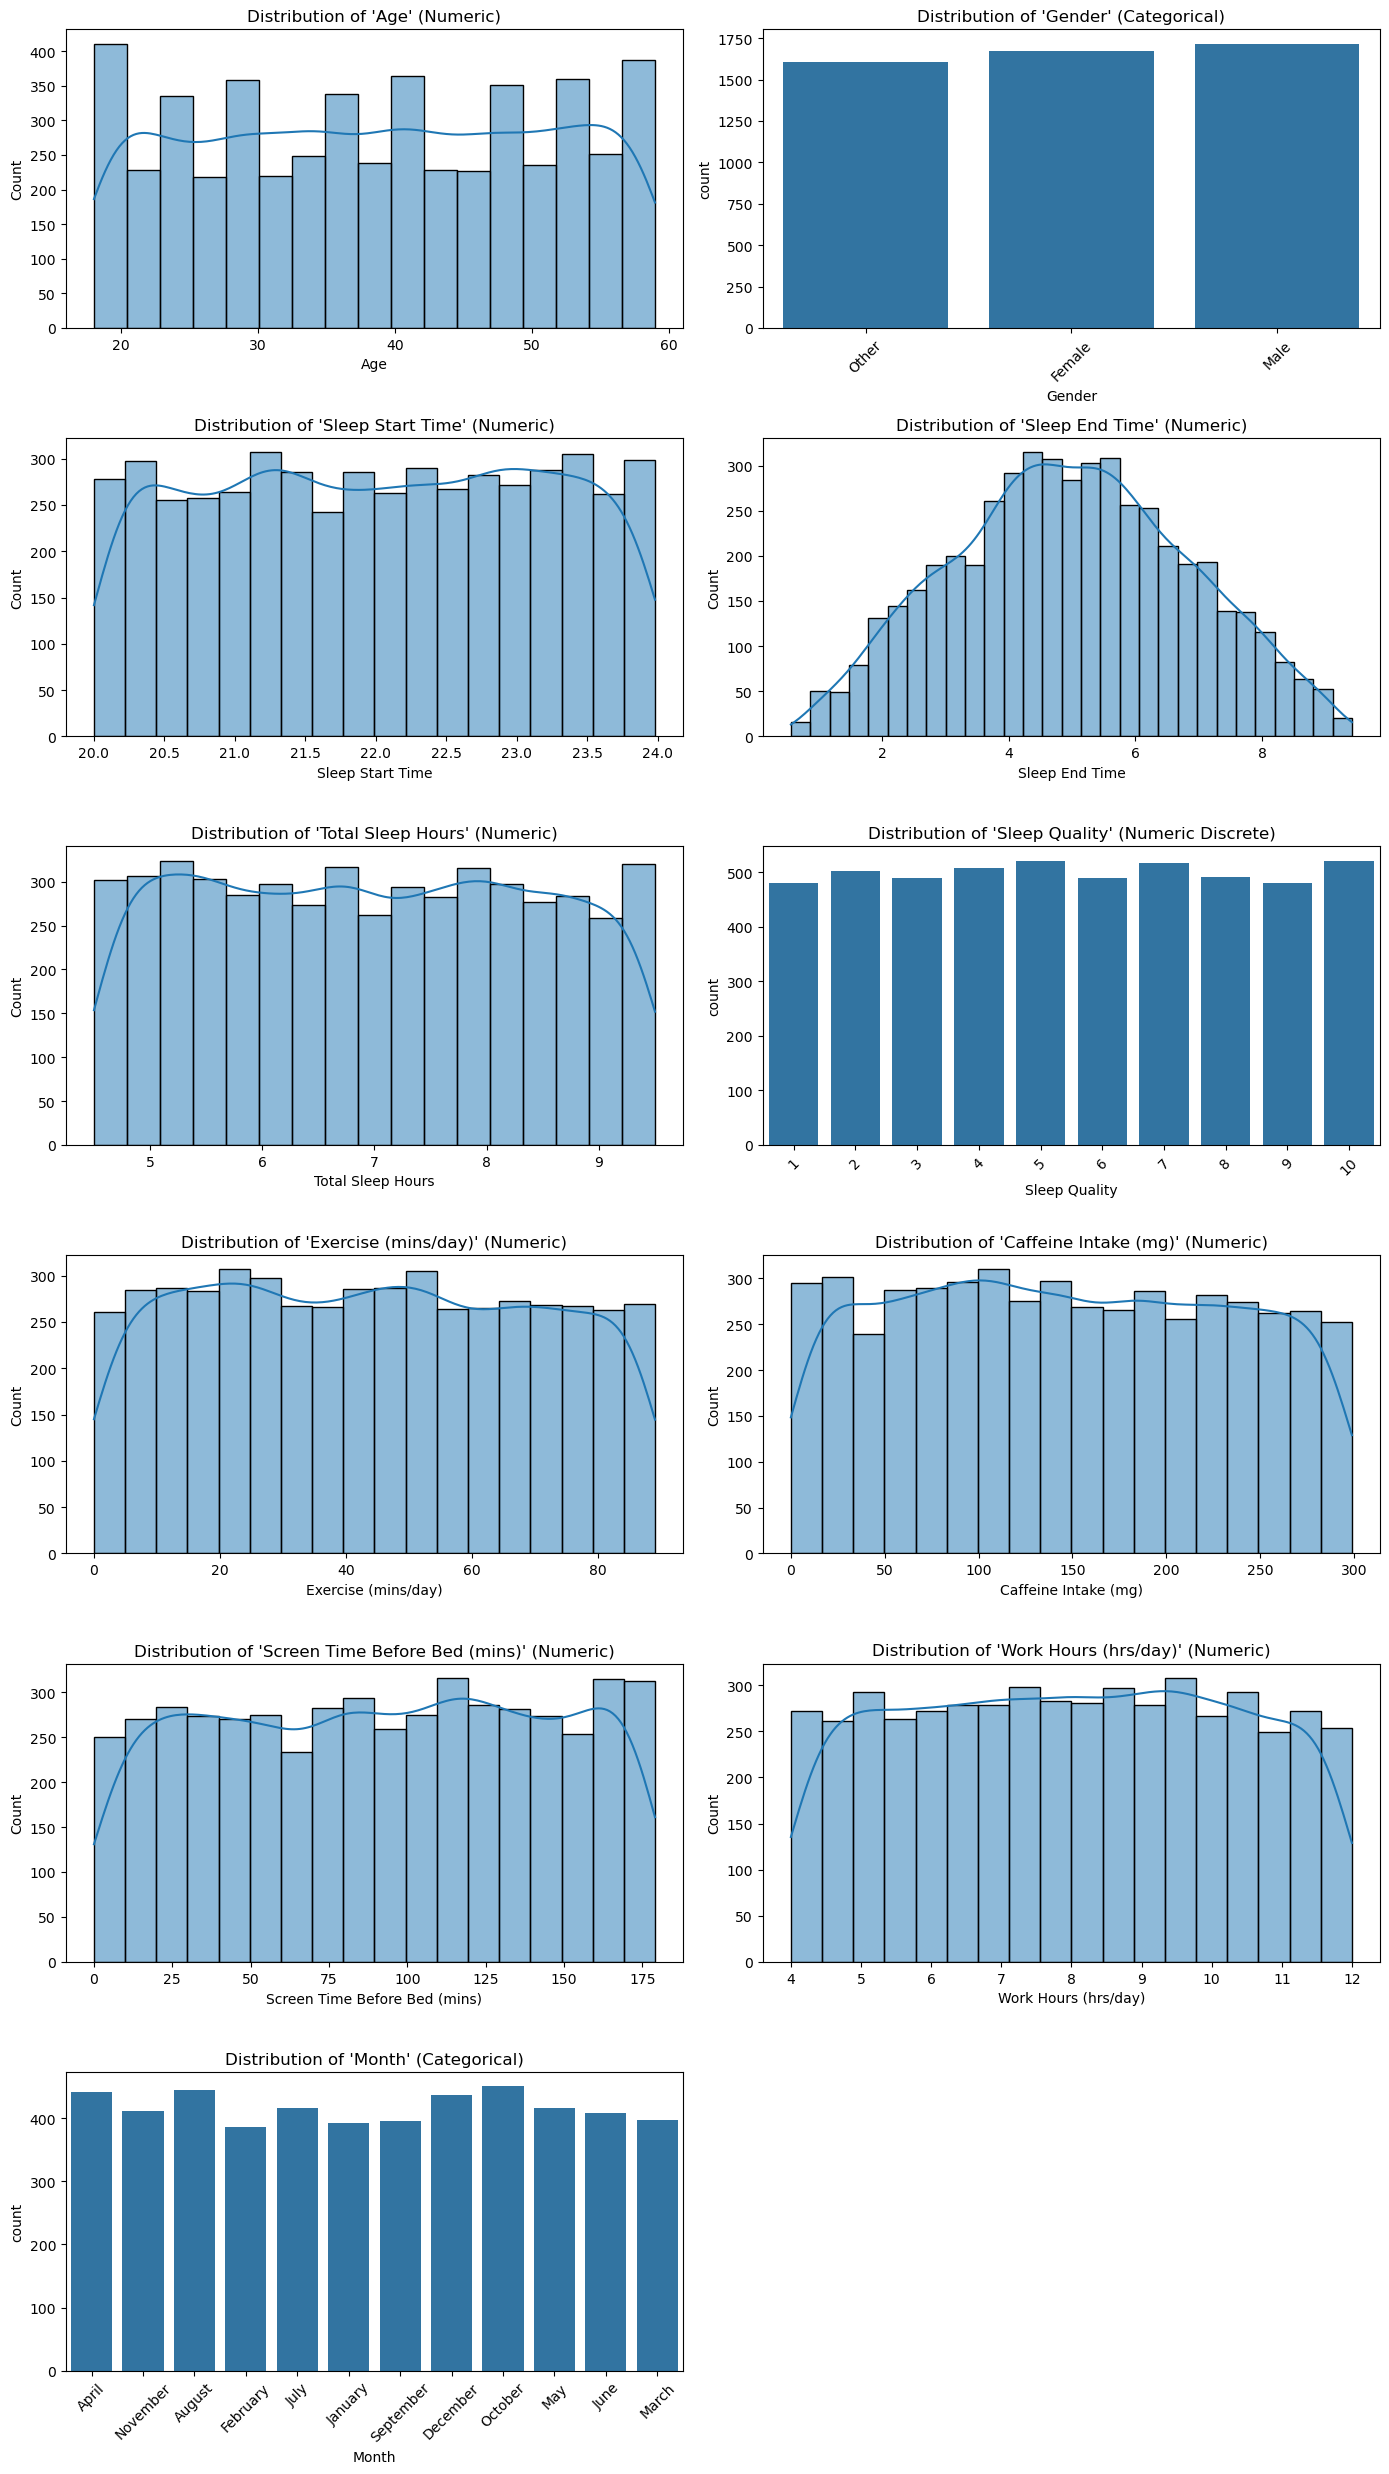 Distribution of 'Age' (Numeric)
400
350
300
250
200
150
100
50
0
Count
20 30 40 50 60
Age
Distribution of 'Gender' (Categorical)
1750
1500
1250
1000
750
500
250
0
count
Other Female Male
Gender
Distribution of 'Sleep Start Time' (Numeric)
300
250
200
150
100
50
0
Count
20.0 20.5 21.0 21.5 22.0 22.5 23.0 23.5 24.0
Sleep Start Time
Distribution of 'Sleep End Time' (Numeric)
300
250
200
150
100
50
0
Count
2 4 6 8
Sleep End Time
Distribution of 'Total Sleep Hours' (Numeric)
300
250
200
150
100
50
0
Count
5 6 7 8 9
Total Sleep Hours
Distribution of 'Sleep Quality' (Numeric Discrete)
500
400
300
200
100
0
count
1 2 3 4 5 6 7 8 9 10
Sleep Quality
Distribution of 'Exercise (mins/day)' (Numeric)
300
250
200
150
100
50
0
Count
0 20 40 60 80
Exercise (mins/day)
Distribution of 'Caffeine Intake (mg)' (Numeric)
300
250
200
150
100
50
0
Count
0 50 100 150 200 250 300
Caffeine Intake (mg)
Distribution of 'Screen Time Before Bed (mins)' (Numeric)
300
250
200
150
100
50
0
Count
0 25 50 75 100 125 150 175
Screen Time Before Bed (mins)
Distribution of 'Work Hours (hrs/day)' (Numeric)
300
250
200
150
100
50
0
Count
4 5 6 7 8 9 10 11 12
Work Hours (hrs/day)
Distribution of 'Month' (Categorical)
400
300
200
100
0
count
April November August February July January September December October May June March
Month